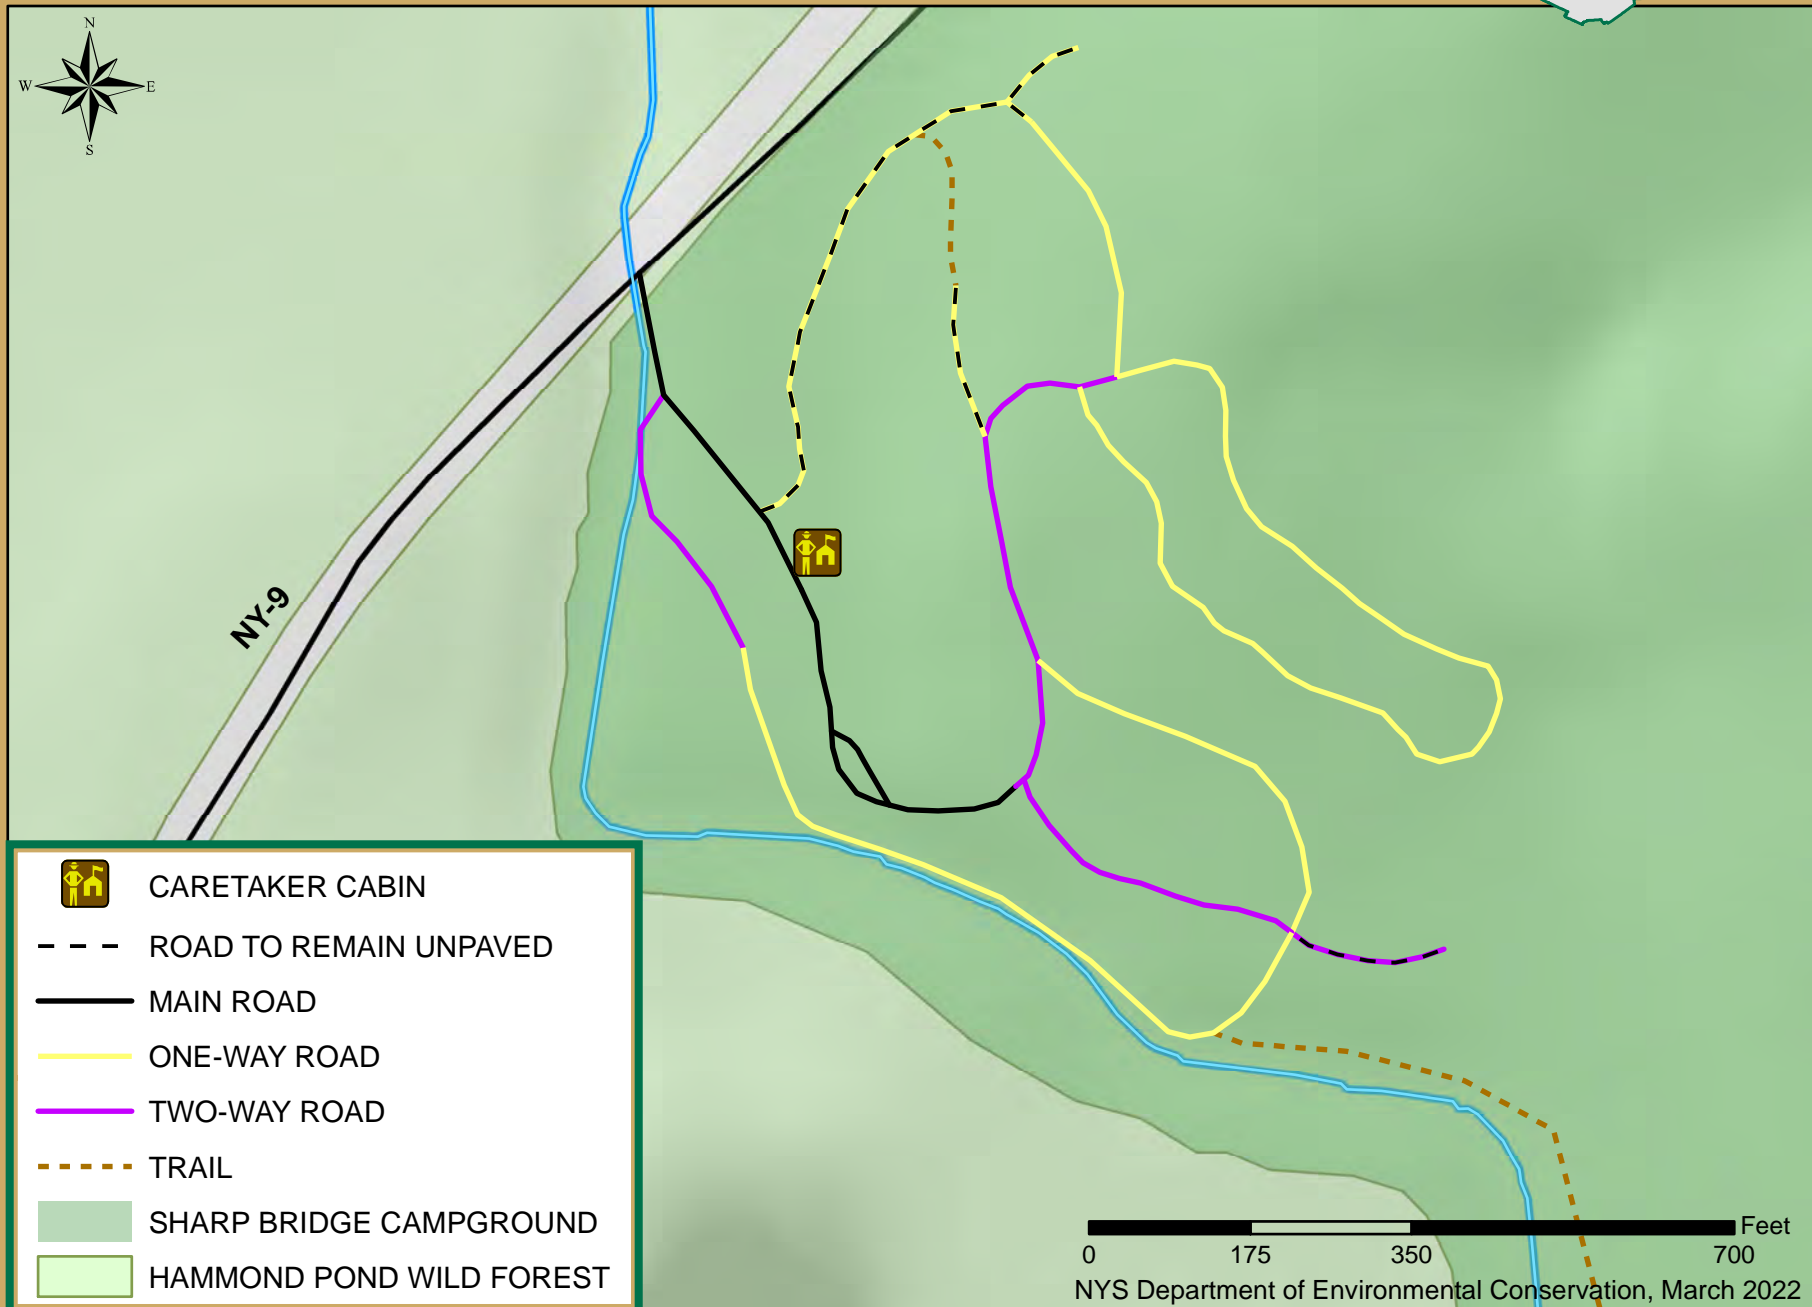 N
W E
S
NY-9
CARETAKER CABIN
ROAD TO REMAIN UNPAVED
MAIN ROAD
ONE-WAY ROAD
TWO-WAY ROAD
TRAIL
SHARP BRIDGE CAMPGROUND
HAMMOND POND WILD FOREST
Feet
0 175 350 700
NYS Department of Environmental Conservation, March 2022